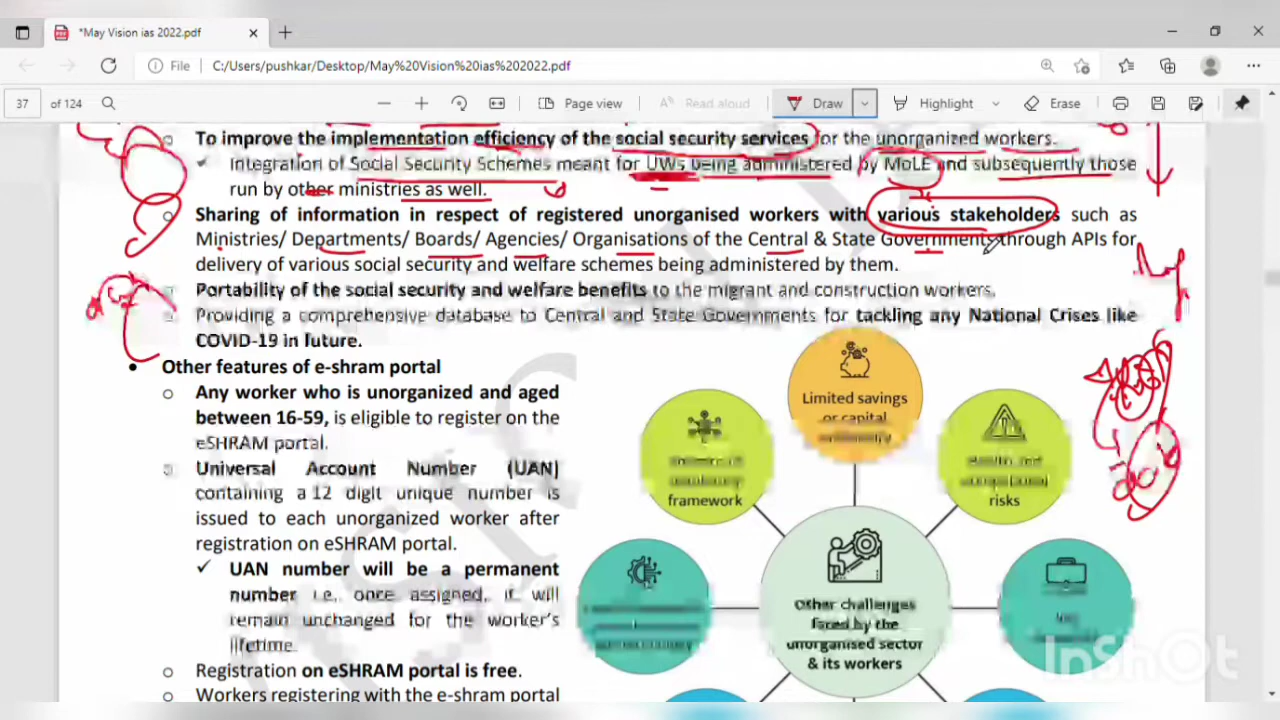 *May Vision ias 2022.pdf
File C:/Users/pushkar/Desktop/May%20Vision%20ias%202022.pdf
37 of 124 Page view Read aloud Draw Highlight Erase
To improve the implementation efficiency of the social security services for the unorganized workers.
Integration of Social Security Schemes meant for UWs being administered by MoLE and subsequently those
run by other ministries as well.
Sharing of information in respect of registered unorganised workers with various stakeholders such as
Ministries/ Departments/ Boards/ Agencies/ Organisations of the Central & State Government through APIs for
delivery of various social security and welfare schemes being administered by them.
Portability of the social security and welfare benefits to the migrant and construction workers.
Providing a comprehensive database to Central and State Governments for tackling any National Crises like
COVID-19 in future.
• Other features of e-shram portal
Any worker who is unorganized and aged
between 16-59, is eligible to register on the
eSHRAM portal.
Universal Account Number (UAN)
containing a 12 digit unique number is
issued to each unorganized worker after
registration on eSHRAM portal.
UAN number will be a permanent
number i.e. once assigned, it will
remain unchanged for the worker's
lifetime.
Registration on eSHRAM portal is free.
Workers registering with the e-shram portal
Limited savings
or capital
framework
risks
Other challenges
faced by the
unorganised sector
& its workers
InShOt